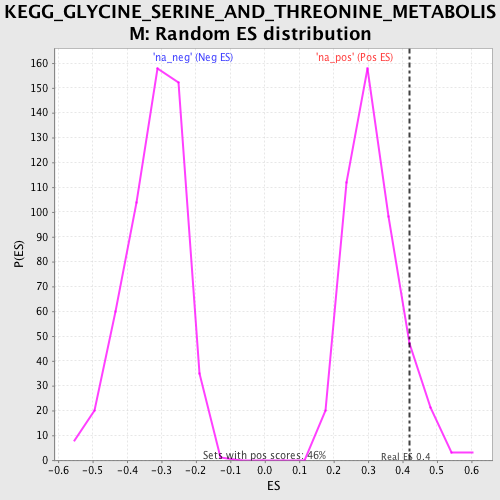 KEGG_GLYCINE_SERINE_AND_THREONINE_METABOLIS
M: Random ES distribution
'na_neg' (Neg ES) 'na_pos' (Pos ES)
160
150
140
130
120
110
100
90
80
70
60
50
40
30
20
10
0
P(ES)
Sets with pos scores: 46% Real ES 0.4
-0.6 -0.5 -0.4 -0.3 -0.2 -0.1 0.0 0.1 0.2 0.3 0.4 0.5 0.6
ES